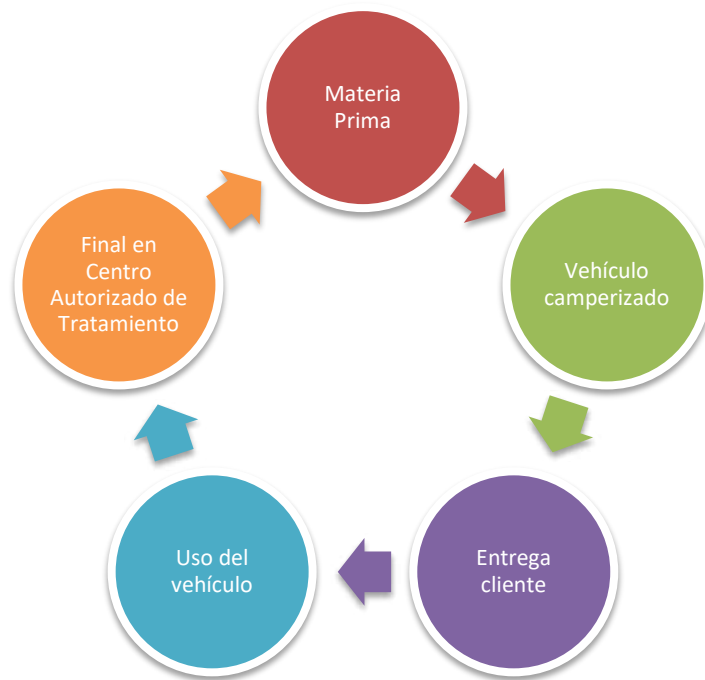 Materia
Prima
Vehículo
camperizado
Entrega
cliente
Uso del
vehículo
Final en
Centro
Autorizado de
Tratamiento